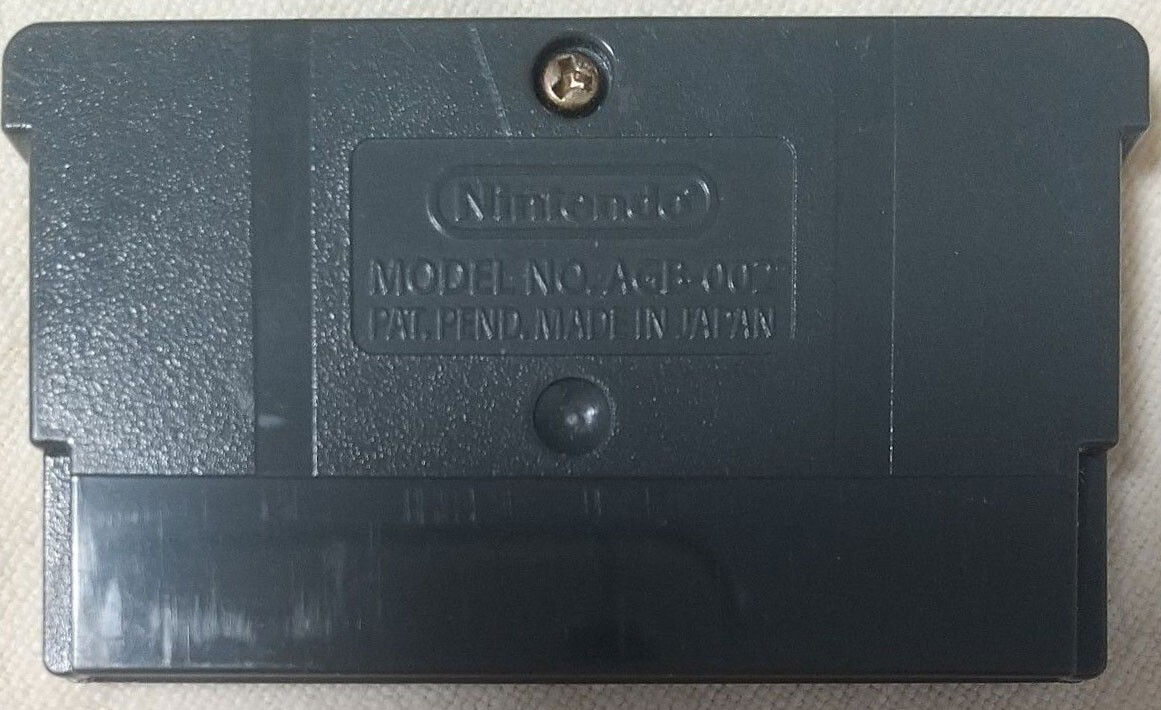 Nintendo®
MODEL NO. AGB-002
PAT. PEND. MADE IN JAPAN